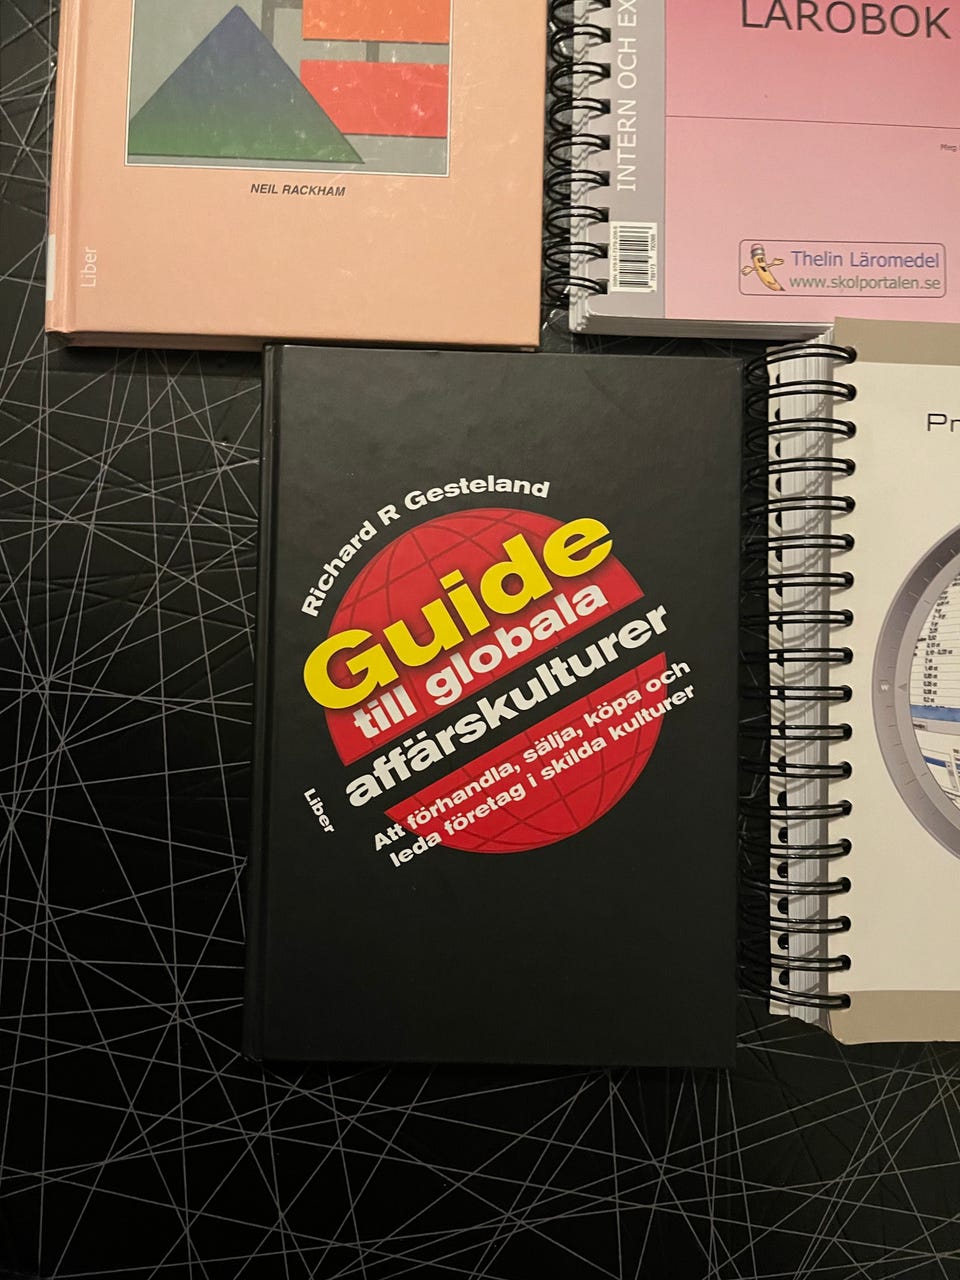 NEIL RACKHAM
Liber
LÄROBOK
INTERN OCH EX
Thelin Läromedel
www.skolportalen.se
Richard R Gesteland
Guide
till globala
affärskulturer
Att förhandla, sälja, köpa och
leda företag i skilda kulturer
Liber
Pr
W